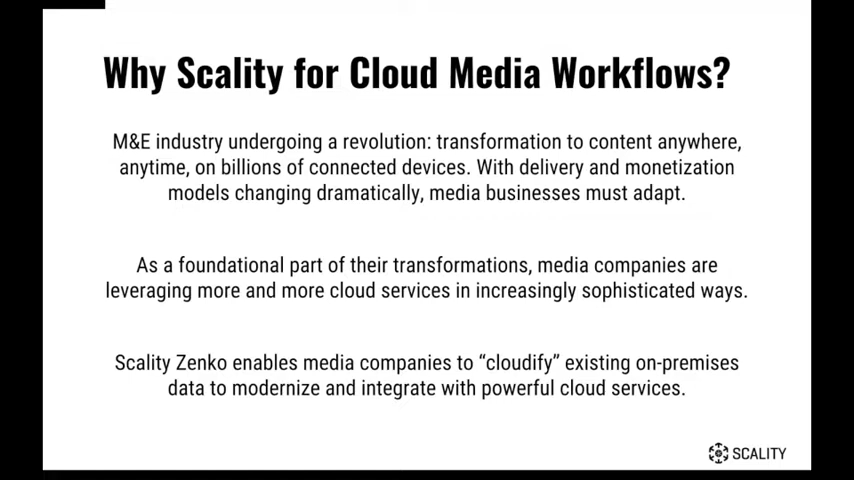 Why Scality for Cloud Media Workflows?
M&E industry undergoing a revolution: transformation to content anywhere,
anytime, on billions of connected devices. With delivery and monetization
models changing dramatically, media businesses must adapt.
As a foundational part of their transformations, media companies are
leveraging more and more cloud services in increasingly sophisticated ways.
Scality Zenko enables media companies to “cloudify” existing on-premises
data to modernize and integrate with powerful cloud services.
SCALITY